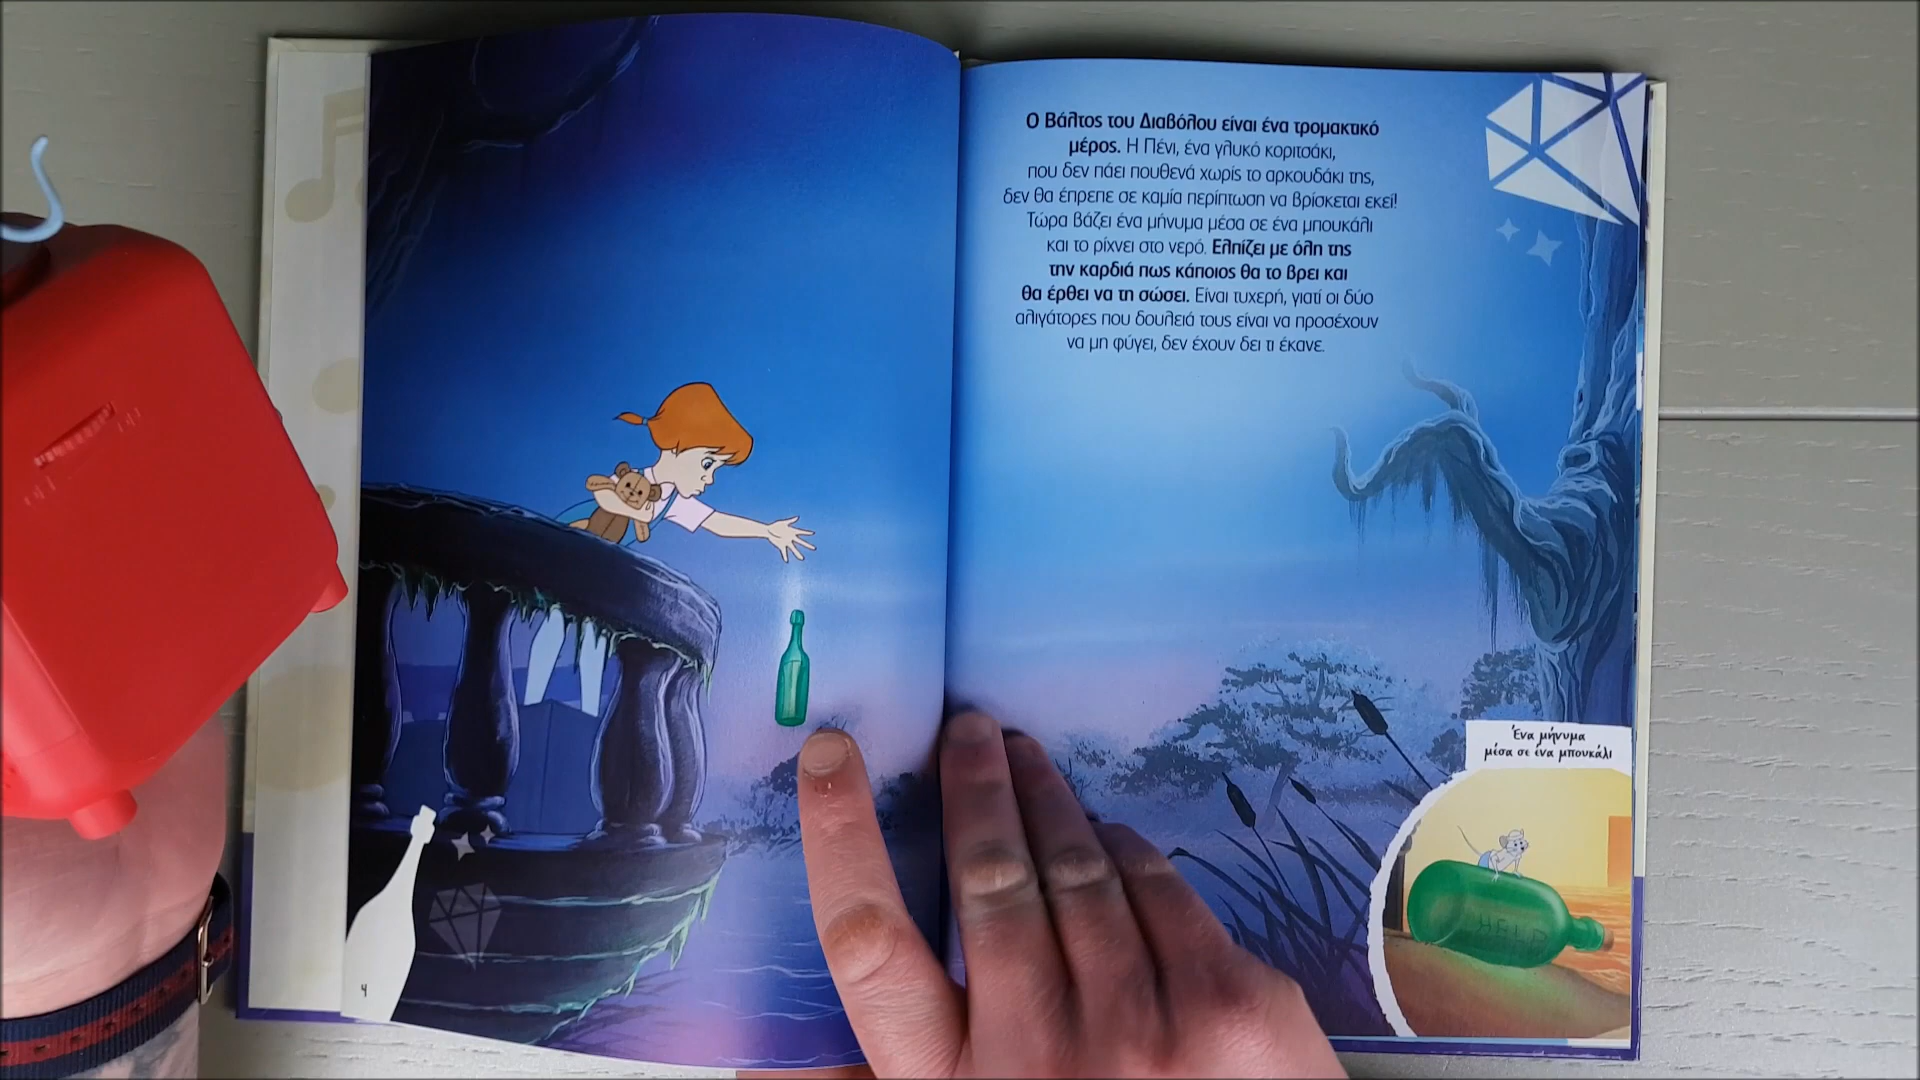 Ο Βάλτος του Διαβόλου είναι ένα τρομακτικό
μέρος. Η Πένι, ένα γλυκό κοριτσάκι,
που δεν πάει πουθενά χωρίς το αρκουδάκι της,
δεν θα έπρεπε σε καμία περίπτωση να βρίσκεται εκεί!
Τώρα βάζει ένα μήνυμα μέσα σε ένα μπουκάλι
και το ρίχνει στο νερό. Ελπίζει με όλη της
την καρδιά πως κάποιος θα το βρει και
θα έρθει να τη σώσει. Είναι τυχερή, γιατί οι δύο
αλιγάτορες που δουλειά τους είναι να προσέχουν
να μη φύγει, δεν έχουν δει τι έκανε.
Ένα μήνυμα
μέσα σε ένα μπουκάλι
HELP
4